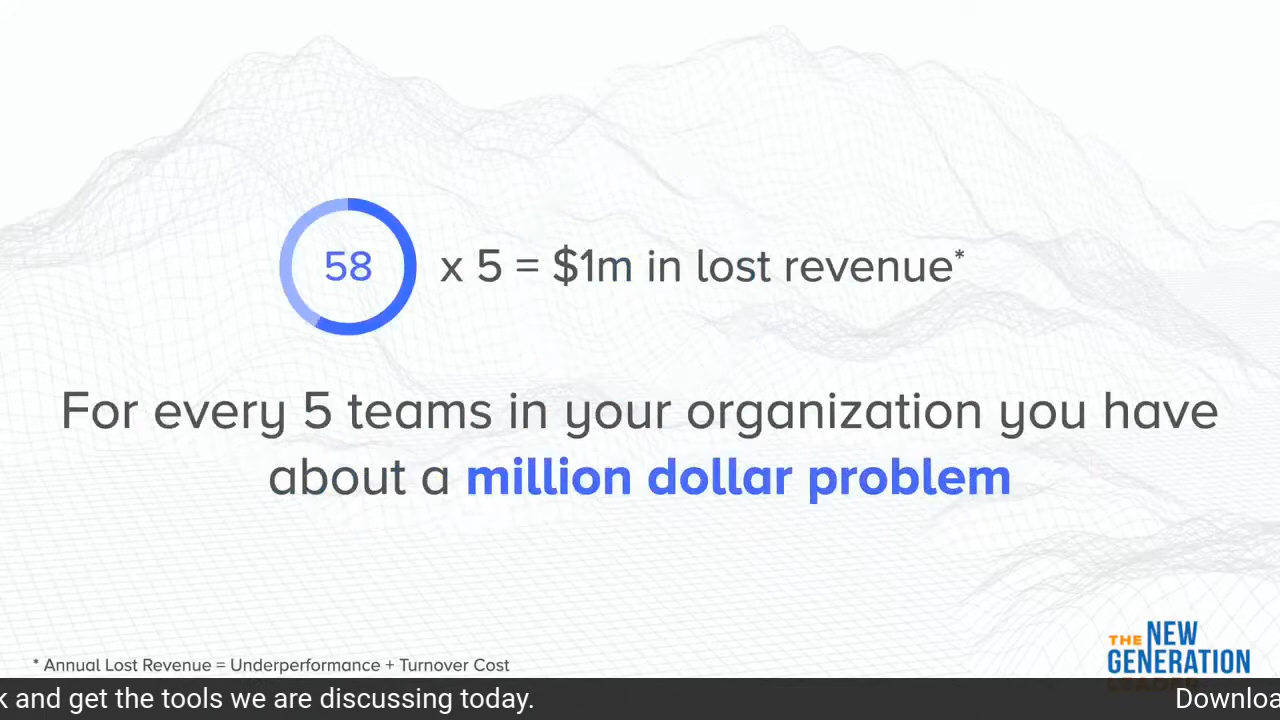 58 x 5 = $1m in lost revenue*
For every 5 teams in your organization you have
about a million dollar problem
* Annual Lost Revenue = Underperformance + Turnover Cost
THE NEW
GENERATION
k and get the tools we are discussing today. Downloa